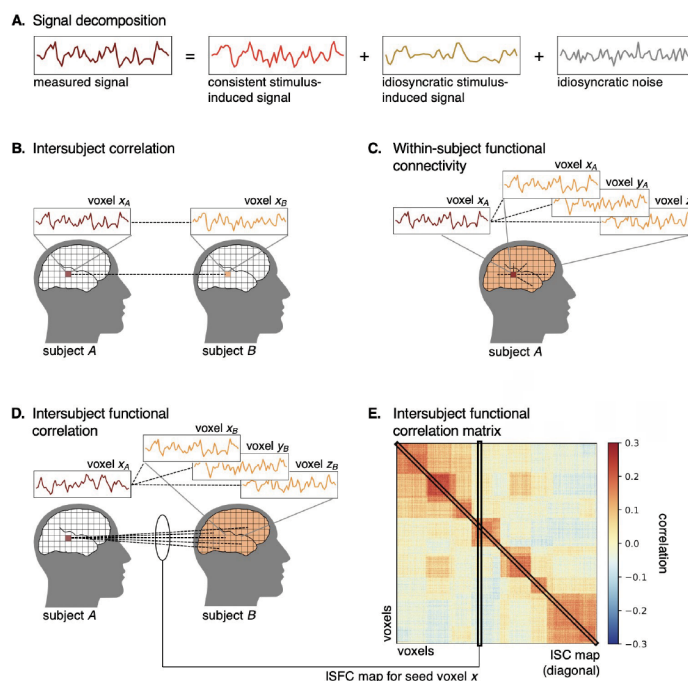 A. Signal decomposition
=
+
+
measured signal
consistent stimulus-
induced signal
idiosyncratic stimulus-
induced signal
idiosyncratic noise
B. Intersubject correlation
voxel xA
voxel xB
subject A
subject B
C. Within-subject functional
connectivity
voxel xA
voxel yA
voxel xA
voxel z
subject A
D. Intersubject functional
correlation
voxel xB
voxel yB
voxel xA
voxel zB
subject A
subject B
ISFC map for seed voxel x
E. Intersubject functional
correlation matrix
voxels
voxels
ISC map
(diagonal)
0.3
0.2
0.1
0.0
−0.1
−0.2
−0.3
correlation